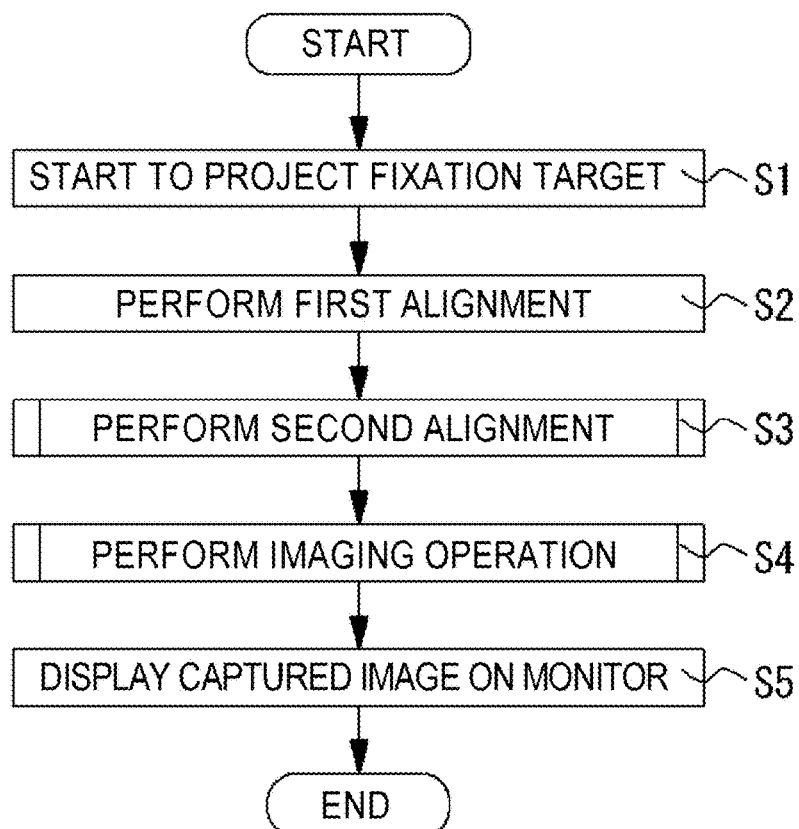 START
START TO PROJECT FIXATION TARGET S1
PERFORM FIRST ALIGNMENT S2
PERFORM SECOND ALIGNMENT S3
PERFORM IMAGING OPERATION S4
DISPLAY CAPTURED IMAGE ON MONITOR S5
END